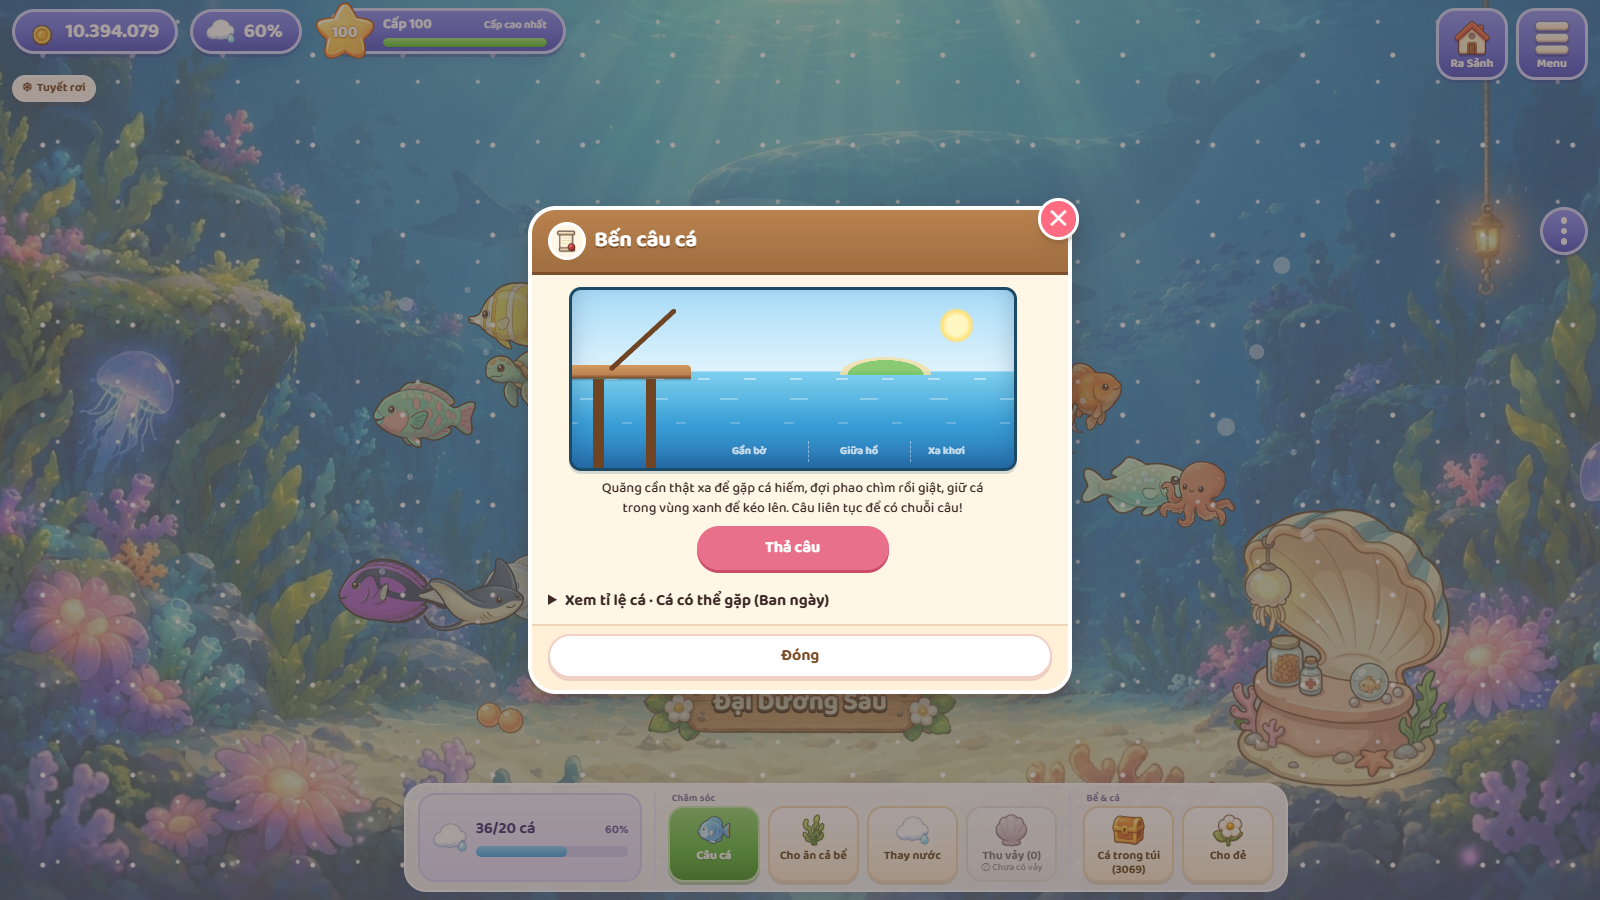 10.394.079
60%
100
Cấp 100
Cấp cao nhất
Ra Sảnh
Menu
❄ Tuyết rơi
Bến câu cá
Gần bờ
Giữa hồ
Xa khơi
Quăng cần thật xa để gặp cá hiếm, đợi phao chìm rồi giật, giữ cá
trong vùng xanh để kéo lên. Câu liên tục để có chuỗi câu!
Thả câu
▶ Xem tỉ lệ cá · Cá có thể gặp (Ban ngày)
Đóng
Đại Dương Sâu
36/20 cá
60%
Chăm sóc
Câu cá
Cho ăn cả bể
Thay nước
Thu vảy (0)
Chưa có vảy
Bể & cá
Cá trong túi
(3069)
Cho đẻ